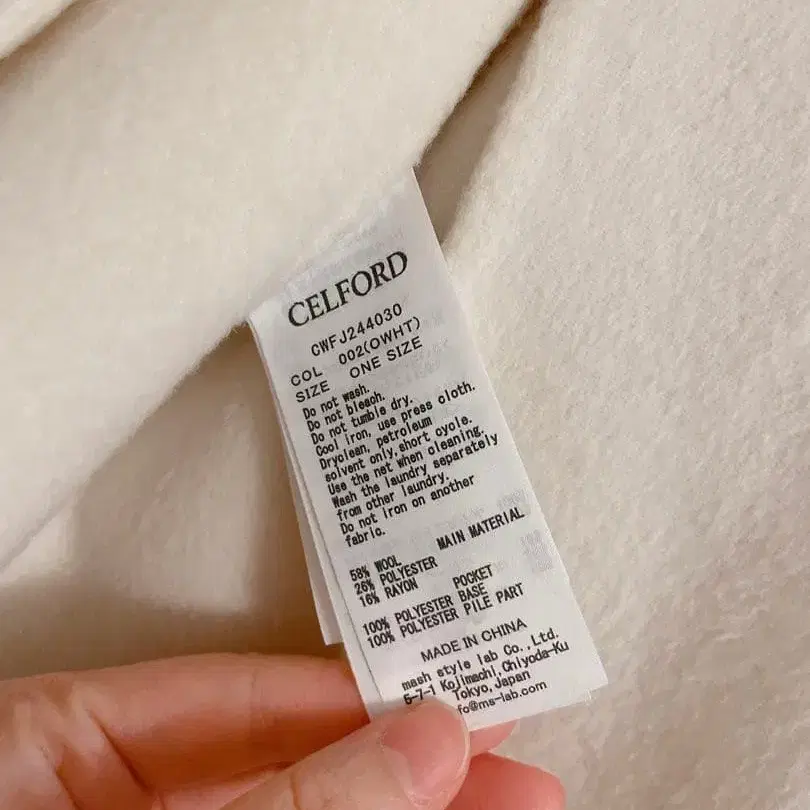 CELFORD
CWFJ244030
COL 002(OWHT)
SIZE ONE SIZE
Do not wash.
Do not bleach.
Do not tumble dry.
Cool iron, use press cloth.
Dryclean, petroleum
solvent only,short cycle.
Use the net when cleaning.
Wash the laundry separately
from other laundry.
Do not iron on another
fabric.
MAIN MATERIAL
58% WOOL
26% POLYESTER
16% RAYON
POCKET
100% POLYESTER BASE
100% POLYESTER PILE PART
MADE IN CHINA
mash style lab Co.,Ltd.
6-7-1 Kojimachi,Chiyoda-Ku
Tokyo,Japan
fo@ms-lab.com